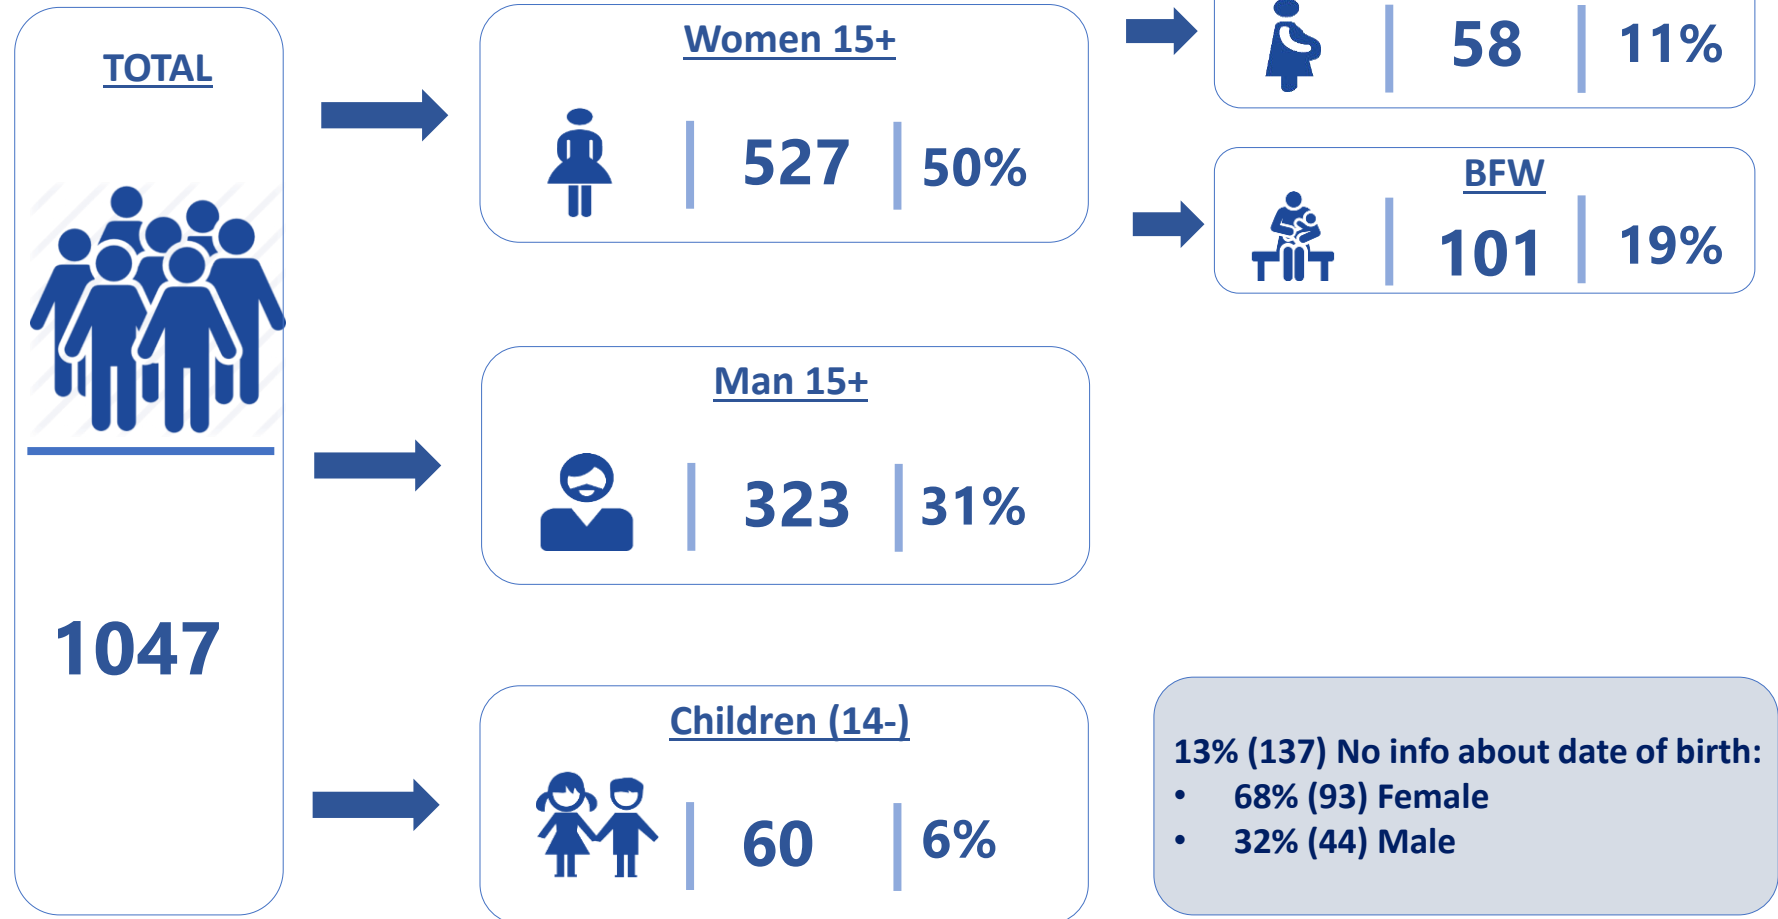 TOTAL
1047
Women 15+
527
50%
58
11%
BFW
101
19%
Man 15+
323
31%
Children (14-)
60
6%
13% (137) No info about date of birth:
• 68% (93) Female
• 32% (44) Male